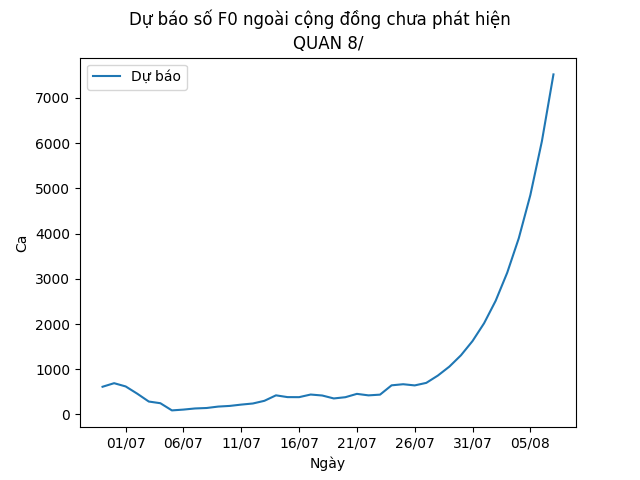 Dự báo số F0 ngoài cộng đồng chưa phát hiện
QUAN 8/
Dự báo
Ca
7000
6000
5000
4000
3000
2000
1000
0
01/07 06/07 11/07 16/07 21/07 26/07 31/07 05/08
Ngày